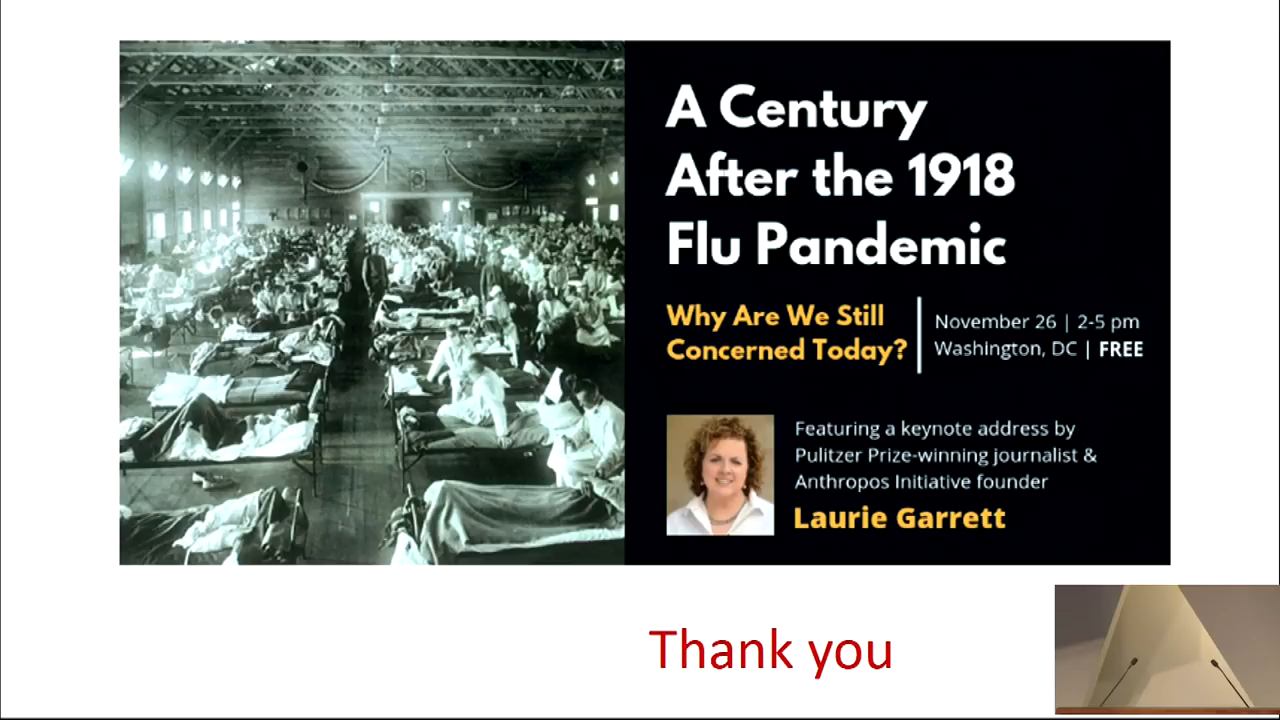 A Century
After the 1918
Flu Pandemic
Why Are We Still
Concerned Today?
November 26 | 2-5 pm
Washington, DC | FREE
Featuring a keynote address by
Pulitzer Prize-winning journalist &
Anthropos Initiative founder
Laurie Garrett
Thank you